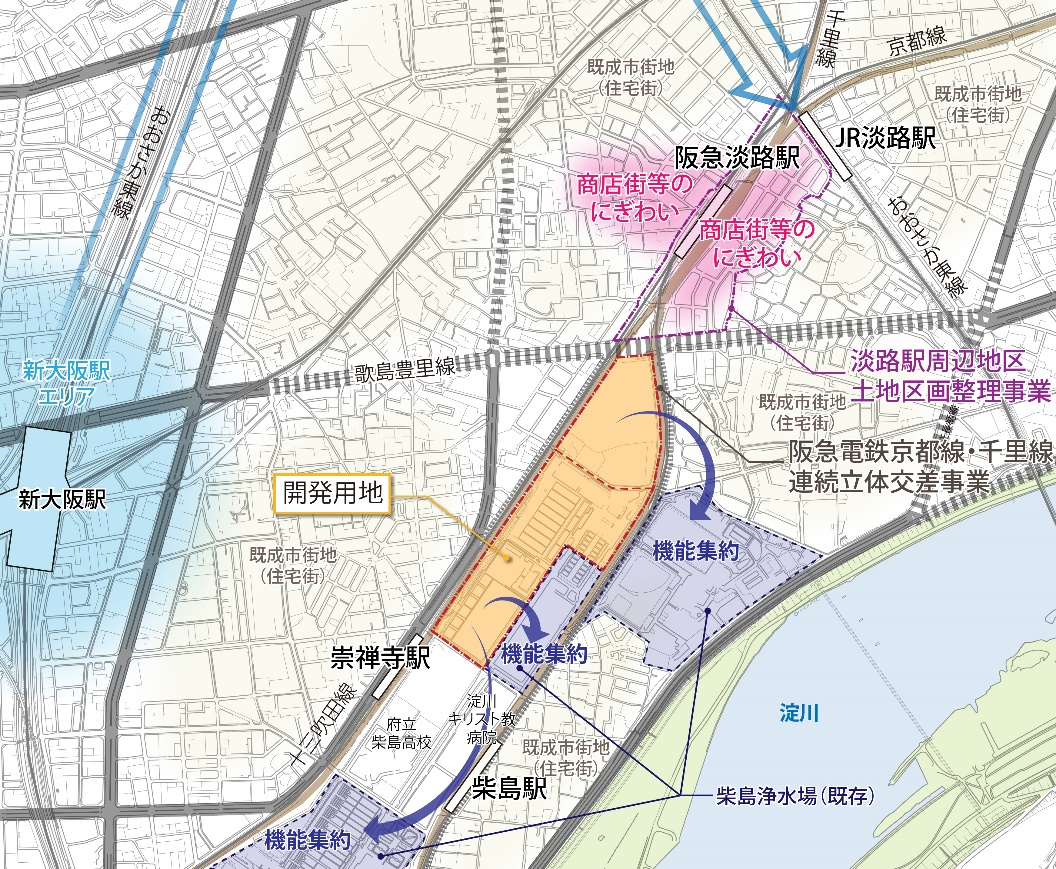 千里線
京都線
既成市街地
(住宅街)
既成市街地
(住宅街)
おおさか東線
JR淡路駅
阪急淡路駅
商店街等の
にぎわい
商店街等の
にぎわい
おおさか東線
新大阪駅
エリア
歌島豊里線
淡路駅周辺地区
土地区画整理事業
既成市街地
(住宅街)
阪急電鉄京都線・千里線
連続立体交差事業
新大阪駅
開発用地
既成市街地
(住宅街)
機能集約
崇禅寺駅
機能集約
十三吹田線
府立
柴島高校
淀川
キリスト教
病院
淀川
既成市街地
(住宅街)
柴島駅
柴島浄水場(既存)
機能集約